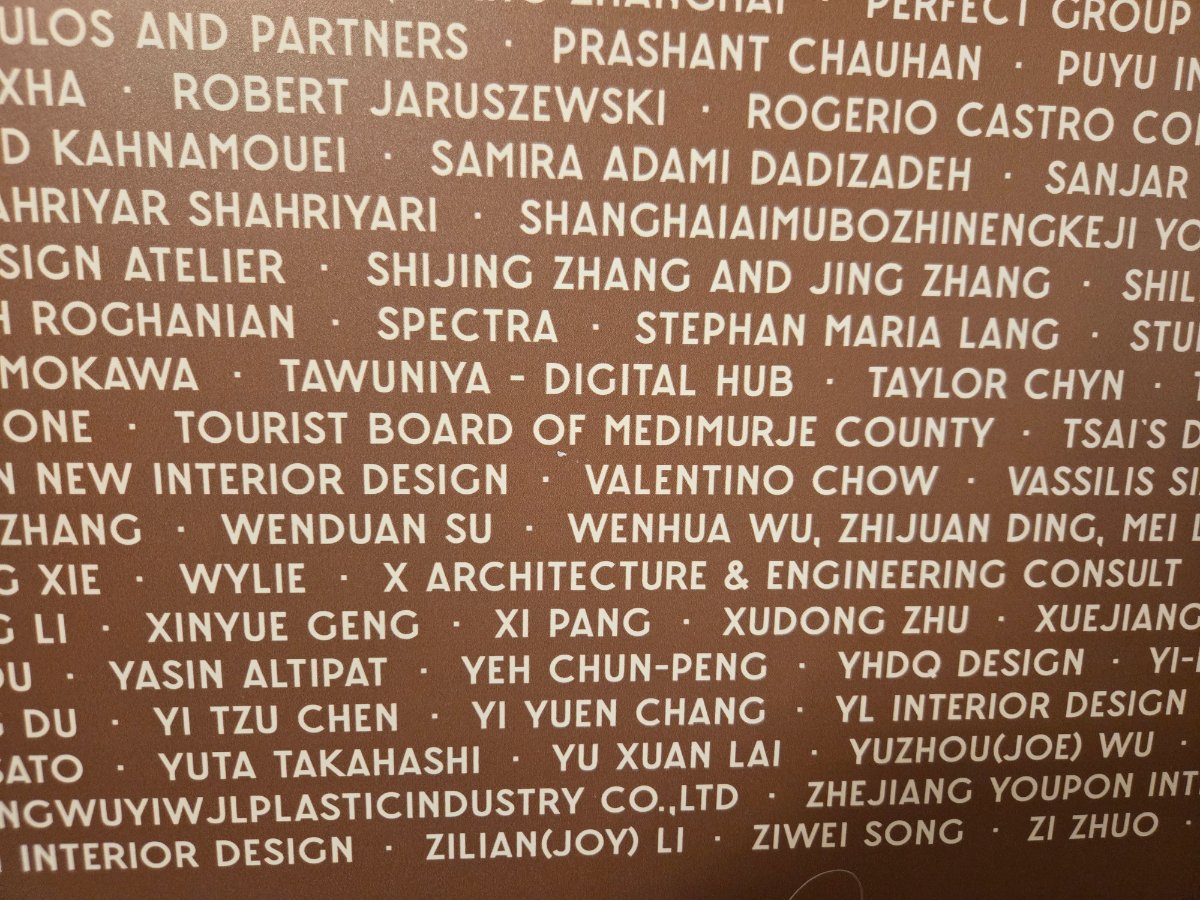 ZHANGHAI · PERFECT GROUP
ULOS AND PARTNERS · PRASHANT CHAUHAN · PUYU IN
XHA · ROBERT JARUSZEWSKI · ROGERIO CASTRO CO
D KAHNAMOUEI · SAMIRA ADAMI DADIZADEH · SANJAR
AHRIYAR SHAHRIYARI · SHANGHAIAIMUBOZHINENGKEJI YO
SIGN ATELIER · SHIJING ZHANG AND JING ZHANG · SHIL
H ROGHANIAN · SPECTRA · STEPHAN MARIA LANG · STU
MOKAWA · TAWUNIYA - DIGITAL HUB · TAYLOR CHYN ·
ONE · TOURIST BOARD OF MEDIMURJE COUNTY · TSAI'S D
N NEW INTERIOR DESIGN · VALENTINO CHOW · VASSILIS SI
ZHANG · WENDUAN SU · WENHUA WU, ZHIJUAN DING, MEI
G XIE · WYLIE · X ARCHITECTURE & ENGINEERING CONSULT
G LI · XINYUE GENG · XI PANG · XUDONG ZHU · XUEJIANG
OU · YASIN ALTIPAT · YEH CHUN-PENG · YHDQ DESIGN · YI-
G DU · YI TZU CHEN · YI YUEN CHANG · YL INTERIOR DESIGN
SATO · YUTA TAKAHASHI · YU XUAN LAI · YUZHOU(JOE) WU ·
NGWUYIWJLPLASTICINDUSTRY CO.,LTD · ZHEJIANG YOUPON INT
INTERIOR DESIGN · ZILIAN(JOY) LI · ZIWEI SONG · ZI ZHUO ·